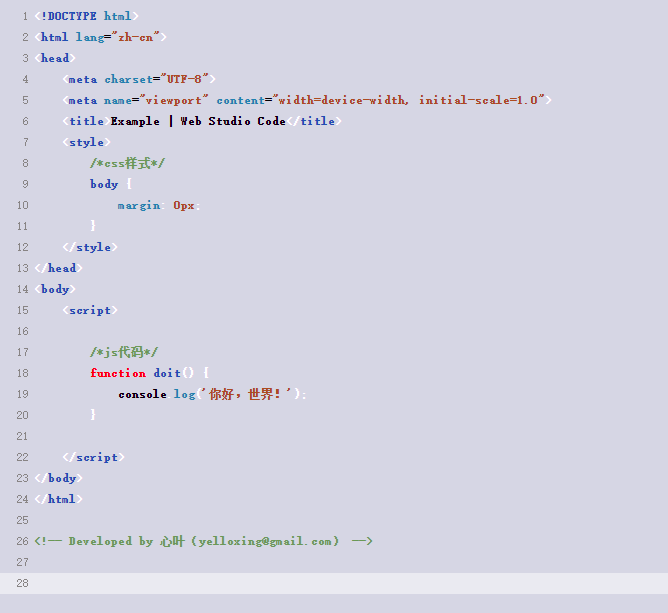 1 <!DOCTYPE html>
2 <html lang="zh-cn">
3 <head>
4     <meta charset="UTF-8">
5     <meta name="viewport" content="width=device-width, initial-scale=1.0">
6     <title>Example | Web Studio Code</title>
7     <style>
8         /*css样式*/
9         body {
10             margin: 0px;
11         }
12     </style>
13 </head>
14 <body>
15     <script>
16
17         /*js代码*/
18         function doit() {
19             console.log('你好，世界！');
20         }
21
22     </script>
23 </body>
24 </html>
25
26 <!-- Developed by 心叶（yelloxing@gmail.com） -->
27
28